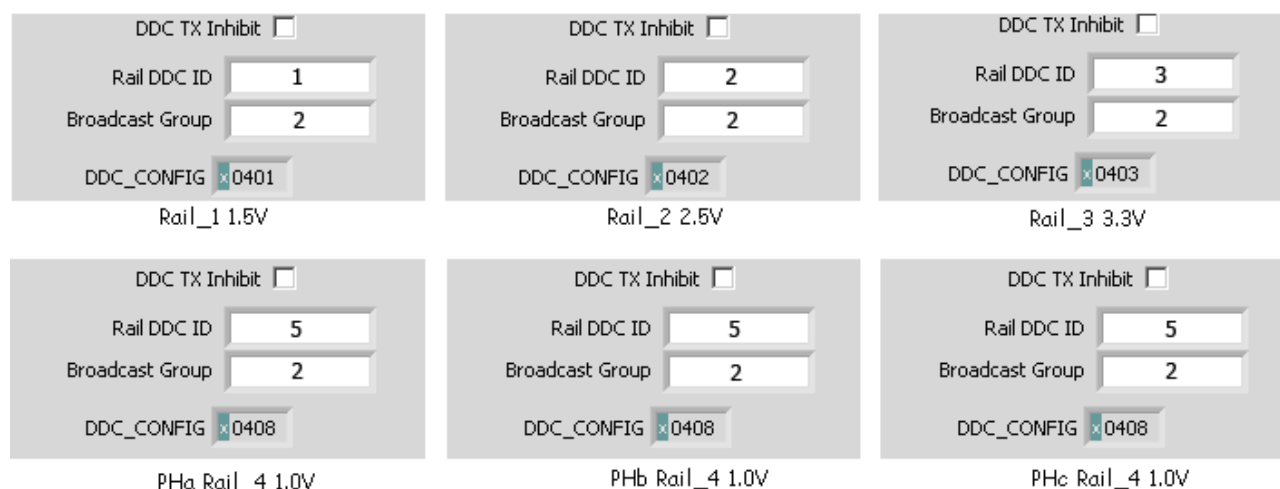 DDC TX Inhibit
Rail DDC ID 1
Broadcast Group 2
DDC_CONFIG x0401
Rail_1 1.5V
DDC TX Inhibit
Rail DDC ID 2
Broadcast Group 2
DDC_CONFIG x0402
Rail_2 2.5V
DDC TX Inhibit
Rail DDC ID 3
Broadcast Group 2
DDC_CONFIG x0403
Rail_3 3.3V
DDC TX Inhibit
Rail DDC ID 5
Broadcast Group 2
DDC_CONFIG x0408
PHa Rail_4 1.0V
DDC TX Inhibit
Rail DDC ID 5
Broadcast Group 2
DDC_CONFIG x0408
PHb Rail_4 1.0V
DDC TX Inhibit
Rail DDC ID 5
Broadcast Group 2
DDC_CONFIG x0408
PHc Rail_4 1.0V